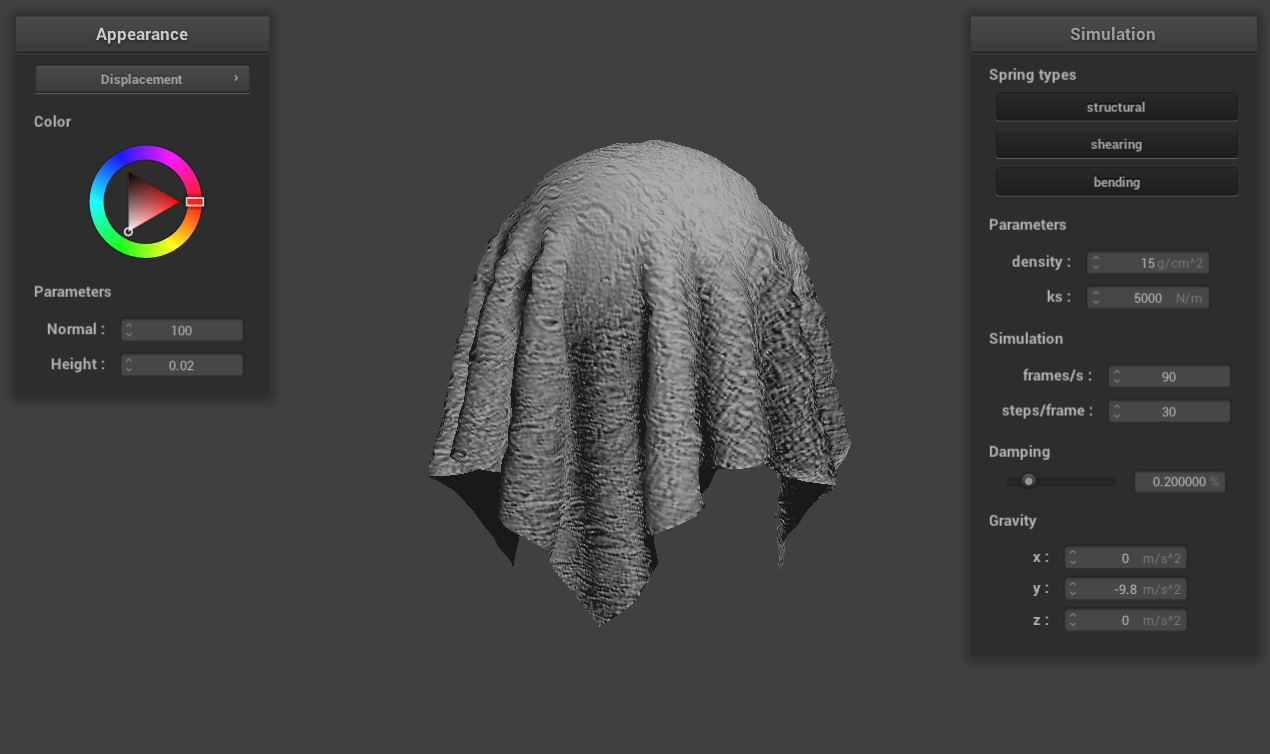 Appearance
Displacement ›
Color
Parameters
Normal : 100
Height : 0.02
Simulation
Spring types
structural
shearing
bending
Parameters
density : 15 g/cm^2
ks : 5000 N/m
Simulation
frames/s : 90
steps/frame : 30
Damping
0.200000 %
Gravity
x : 0 m/s^2
y : -9.8 m/s^2
z : 0 m/s^2